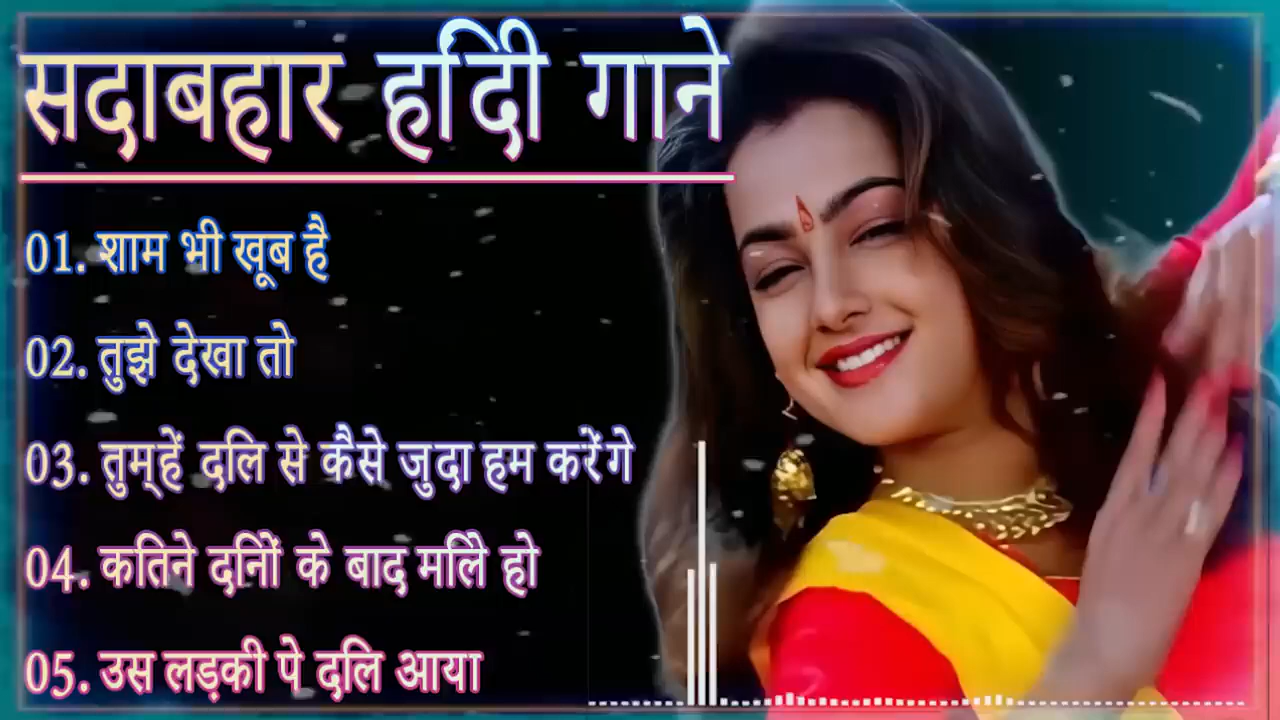 सदाबहार हदिी गाने
01. शाम भी खूब है
02. तुझे देखा तो
03. तुम्हें दलि से कैसे जुदा हम करेंगे
04. कतिने दनिों के बाद मलिे हो
05. उस लड़की पे दलि आया